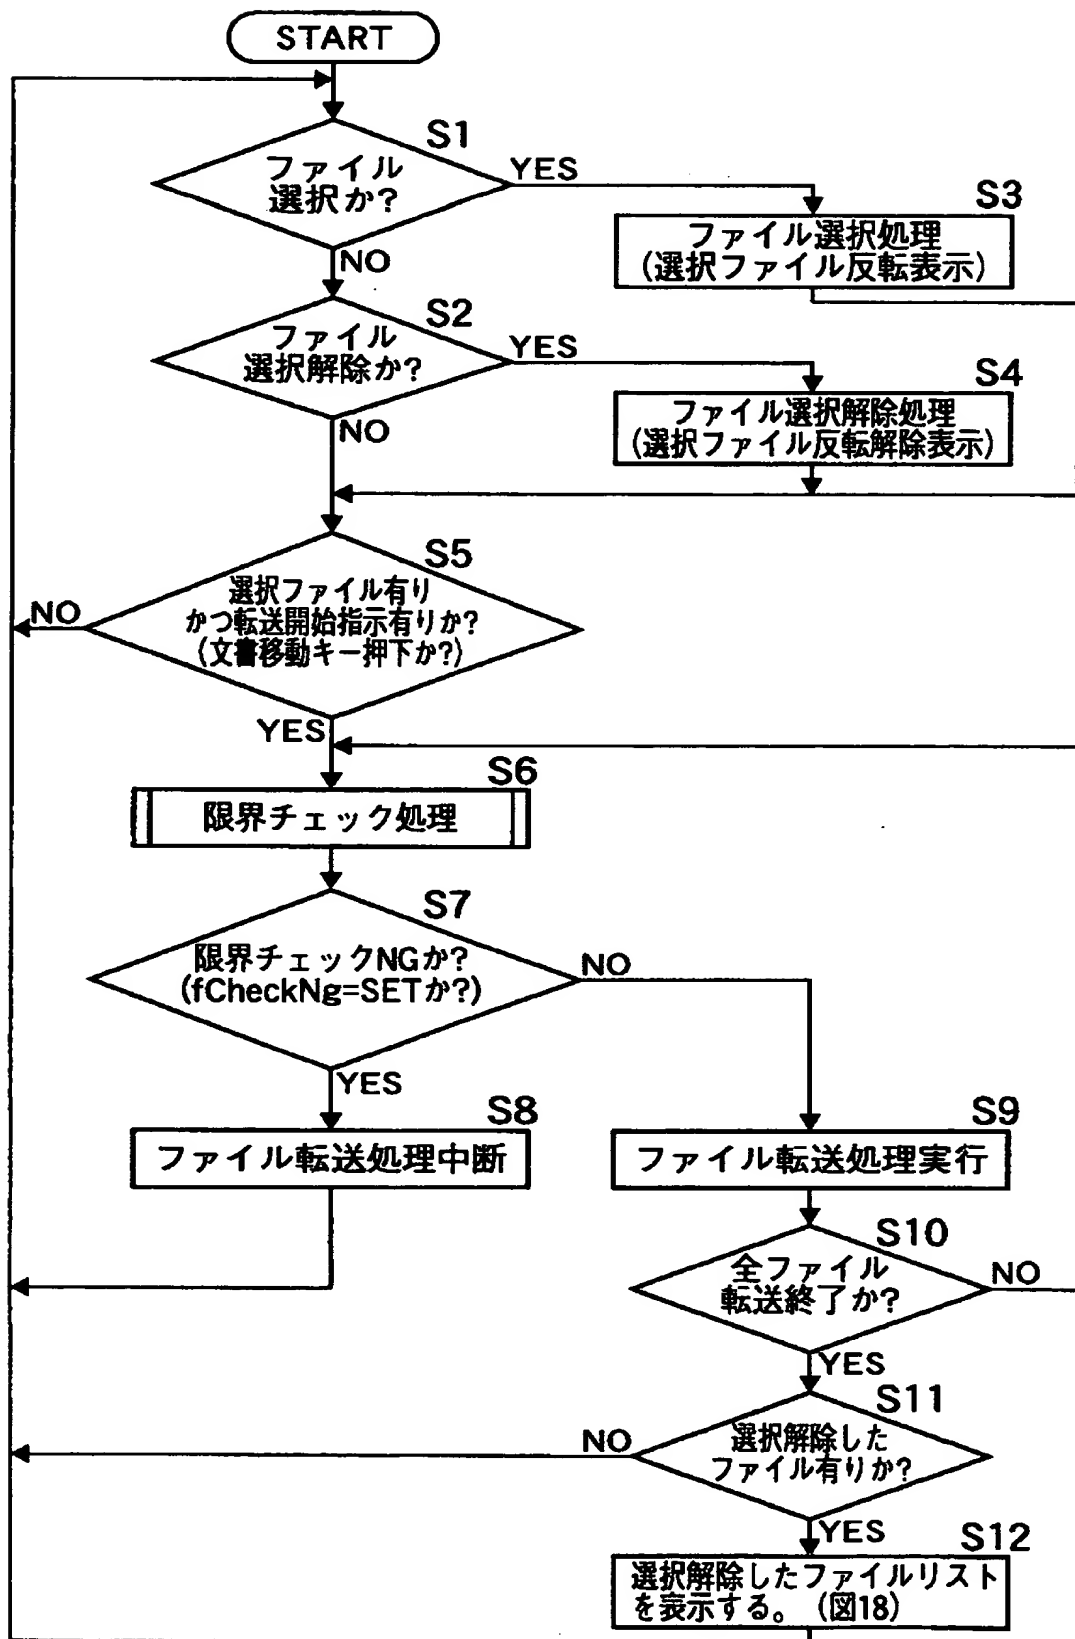 START
S1
ファイル
選択か?
YES
NO
S3
ファイル選択処理
(選択ファイル反転表示)
S2
ファイル
選択解除か?
YES
NO
S4
ファイル選択解除処理
(選択ファイル反転解除表示)
S5
選択ファイル有り
かつ転送開始指示有りか?
(文書移動キー押下か?)
NO
YES
S6
限界チェック処理
S7
限界チェックNGか?
(fCheckNg=SETか?)
NO
YES
S8
ファイル転送処理中断
S9
ファイル転送処理実行
S10
全ファイル
転送終了か?
NO
YES
S11
選択解除した
ファイル有りか?
NO
YES
S12
選択解除したファイルリスト
を表示する。(図18)